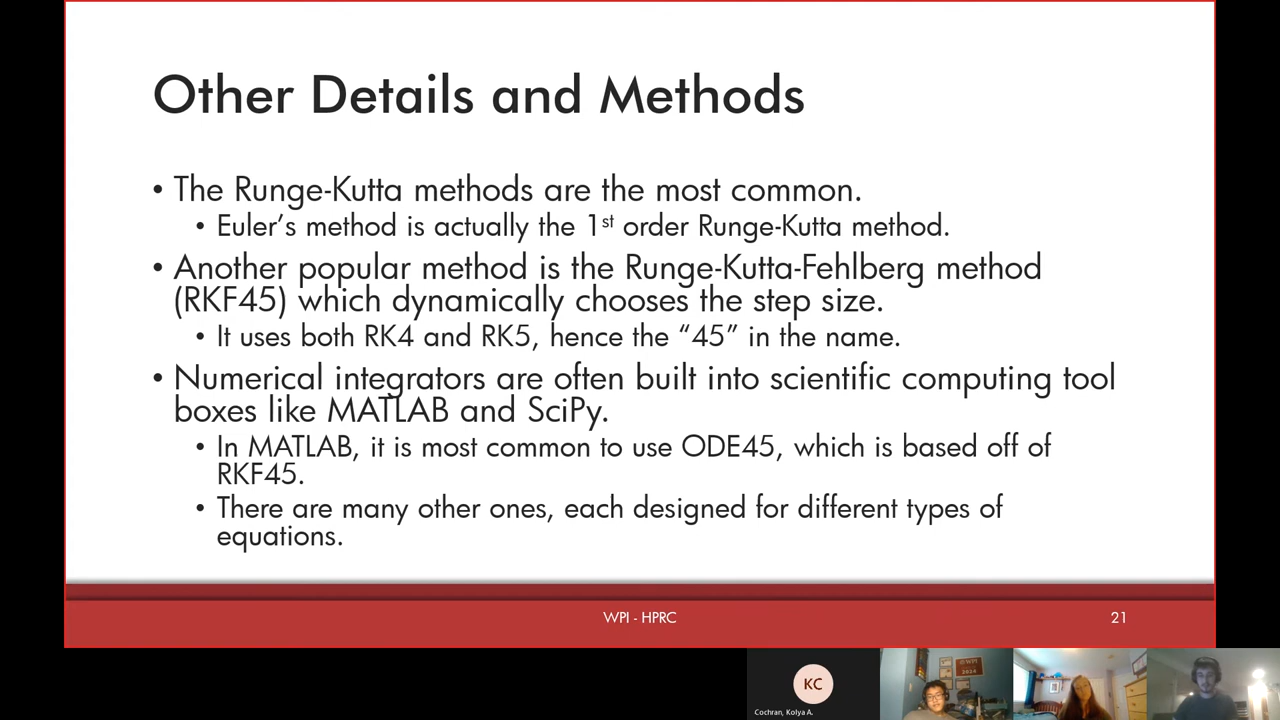 Other Details and Methods
• The Runge-Kutta methods are the most common.
• Euler's method is actually the 1st order Runge-Kutta method.
• Another popular method is the Runge-Kutta-Fehlberg method
(RKF45) which dynamically chooses the step size.
• It uses both RK4 and RK5, hence the “45” in the name.
• Numerical integrators are often built into scientific computing tool
boxes like MATLAB and SciPy.
• In MATLAB, it is most common to use ODE45, which is based off of
RKF45.
• There are many other ones, each designed for different types of
equations.
WPI - HPRC
21
KC
Cochran, Kolya A.
WPI
2024